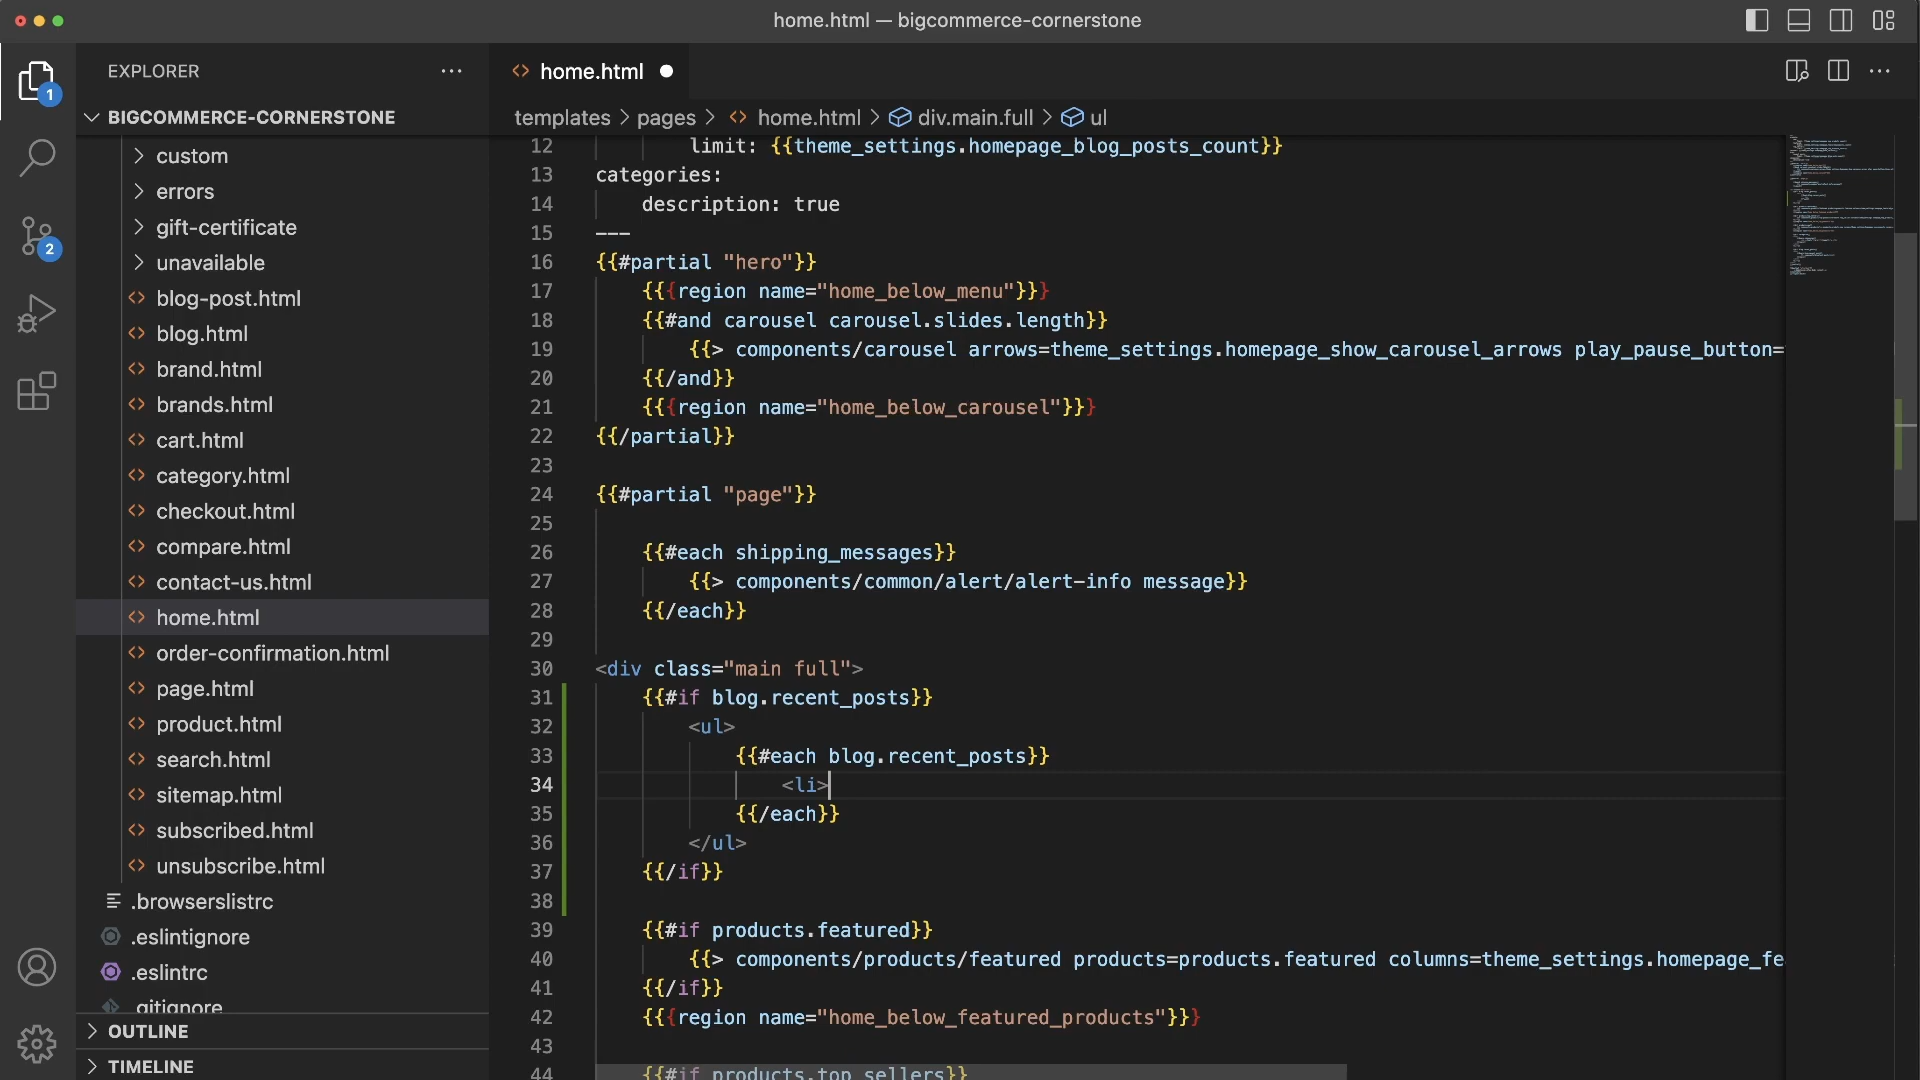 home.html — bigcommerce-cornerstone
EXPLORER
home.html
1
BIGCOMMERCE-CORNERSTONE
templates > pages > home.html > div.main.full > ul
custom
errors
gift-certificate
unavailable
blog-post.html
blog.html
brand.html
brands.html
cart.html
category.html
checkout.html
compare.html
contact-us.html
home.html
order-confirmation.html
page.html
product.html
search.html
sitemap.html
subscribed.html
unsubscribe.html
.browserslistrc
.eslintignore
.eslintrc
.gitignore
OUTLINE
TIMELINE
2
12 limit: {{theme_settings.homepage_blog_posts_count}}
13 categories:
14 description: true
15 ---
16 {{#partial "hero"}}
17 {{{region name="home_below_menu"}}}
18 {{#and carousel carousel.slides.length}}
19 {{> components/carousel arrows=theme_settings.homepage_show_carousel_arrows play_pause_button=
20 {{/and}}
21 {{{region name="home_below_carousel"}}}
22 {{/partial}}
23
24 {{#partial "page"}}
25
26 {{#each shipping_messages}}
27 {{> components/common/alert/alert-info message}}
28 {{/each}}
29
30 <div class="main full">
31 {{#if blog.recent_posts}}
32 <ul>
33 {{#each blog.recent_posts}}
34 <li>
35 {{/each}}
36 </ul>
37 {{/if}}
38
39 {{#if products.featured}}
40 {{> components/products/featured products=products.featured columns=theme_settings.homepage_fe
41 {{/if}}
42 {{{region name="home_below_featured_products"}}}
43
44 {{#if products.top_sellers}}